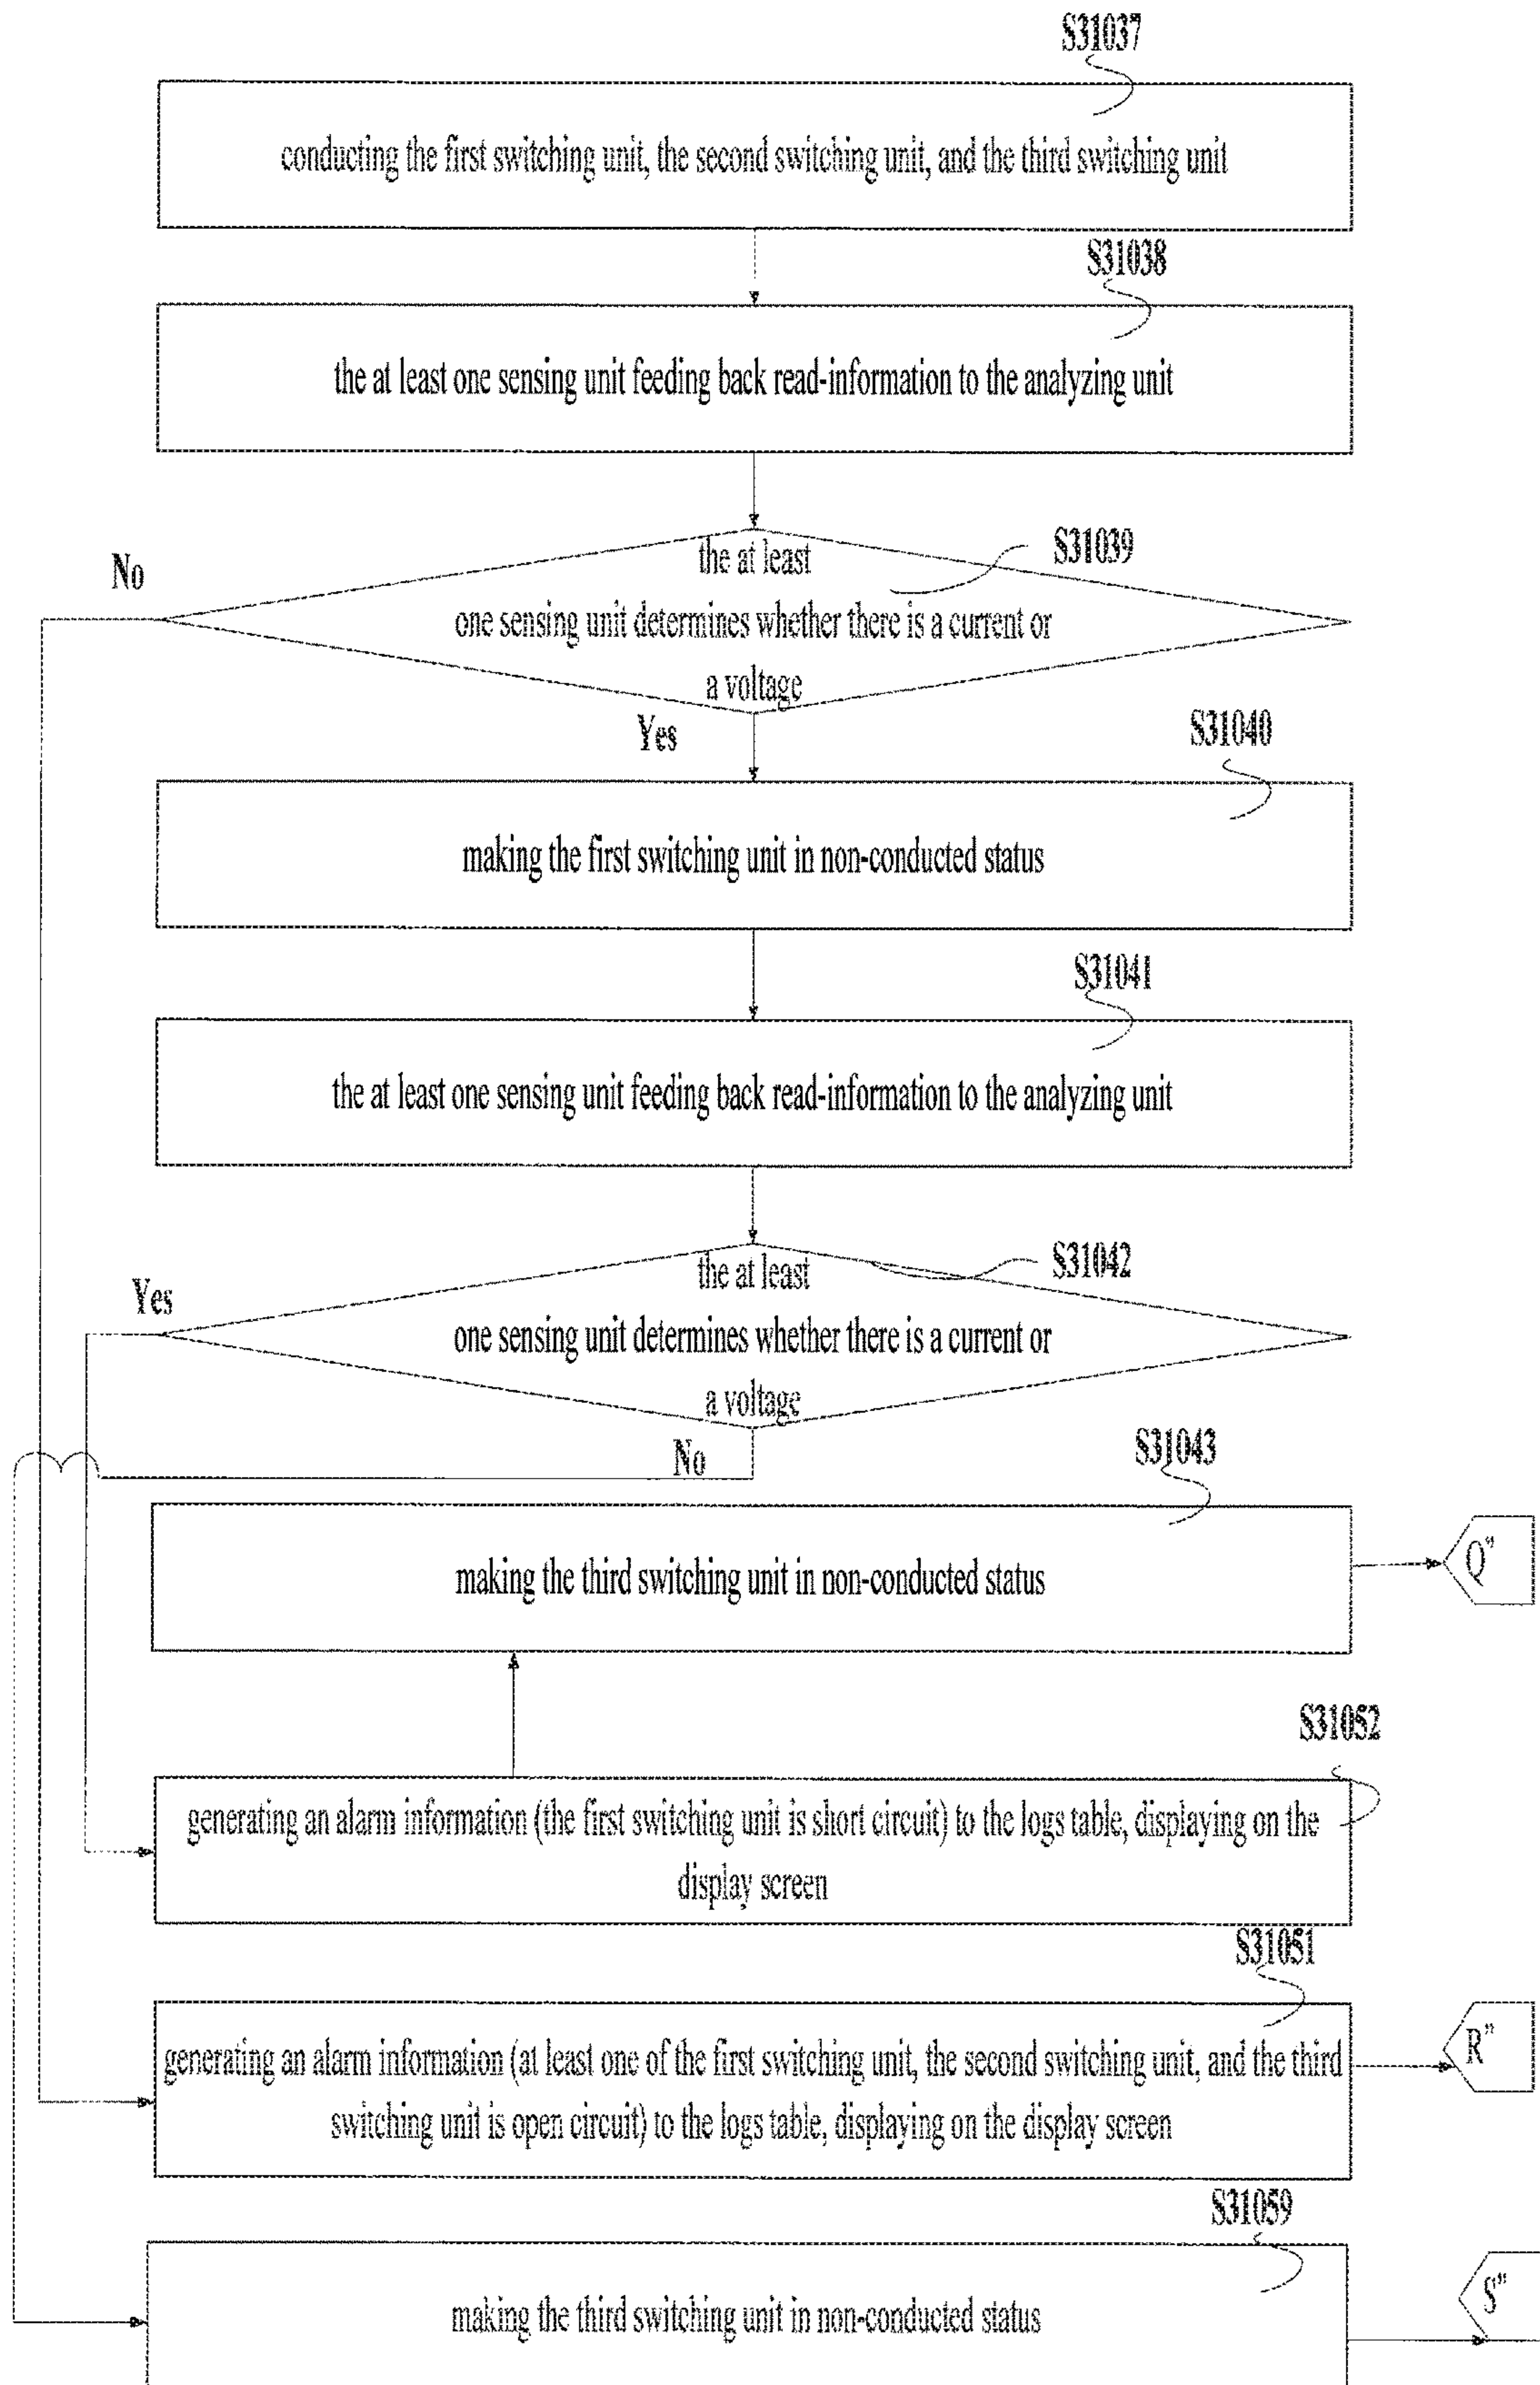 S31037
conducting the first switching unit, the second switching unit, and the third switching unit
S31038
the at least one sensing unit feeding back read-information to the analyzing unit
No
S31039
the at least
one sensing unit determines whether there is a current or
a voltage
Yes
S31040
making the first switching unit in non-conducted status
S31041
the at least one sensing unit feeding back read-information to the analyzing unit
Yes
S31042
the at least
one sensing unit determines whether there is a current or
a voltage
No
S31043
making the third switching unit in non-conducted status
Q”
S31052
generating an alarm information (the first switching unit is short circuit) to the logs table, displaying on the
display screen
S31051
generating an alarm information (at least one of the first switching unit, the second switching unit, and the third
switching unit is open circuit) to the logs table, displaying on the display screen
R”
S31059
making the third switching unit in non-conducted status
S”